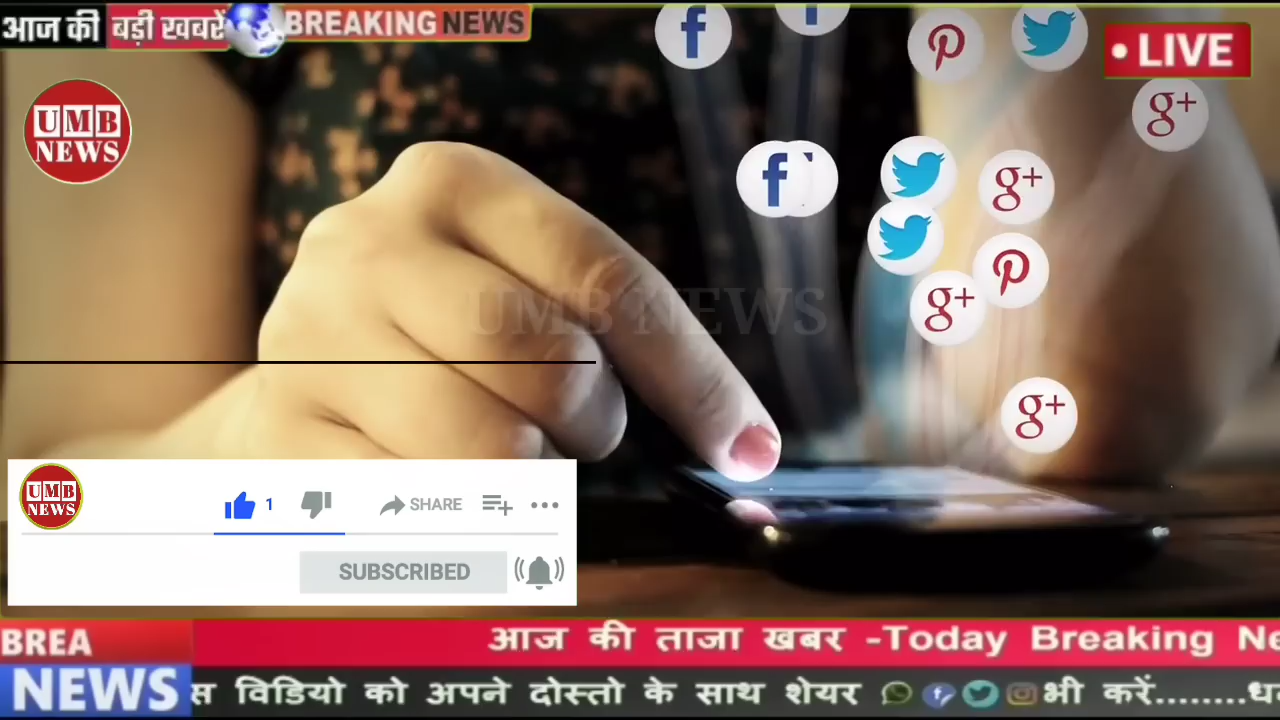 आज की बड़ी खबरें BREAKING NEWS
LIVE
UMB
NEWS
UMB NEWS
UMB
NEWS
1 SHARE
SUBSCRIBED
BREA
आज की ताजा खबर -Today Breaking Ne
NEWS
स विडियो को अपने दोस्तो के साथ शेयर भी करें........ध